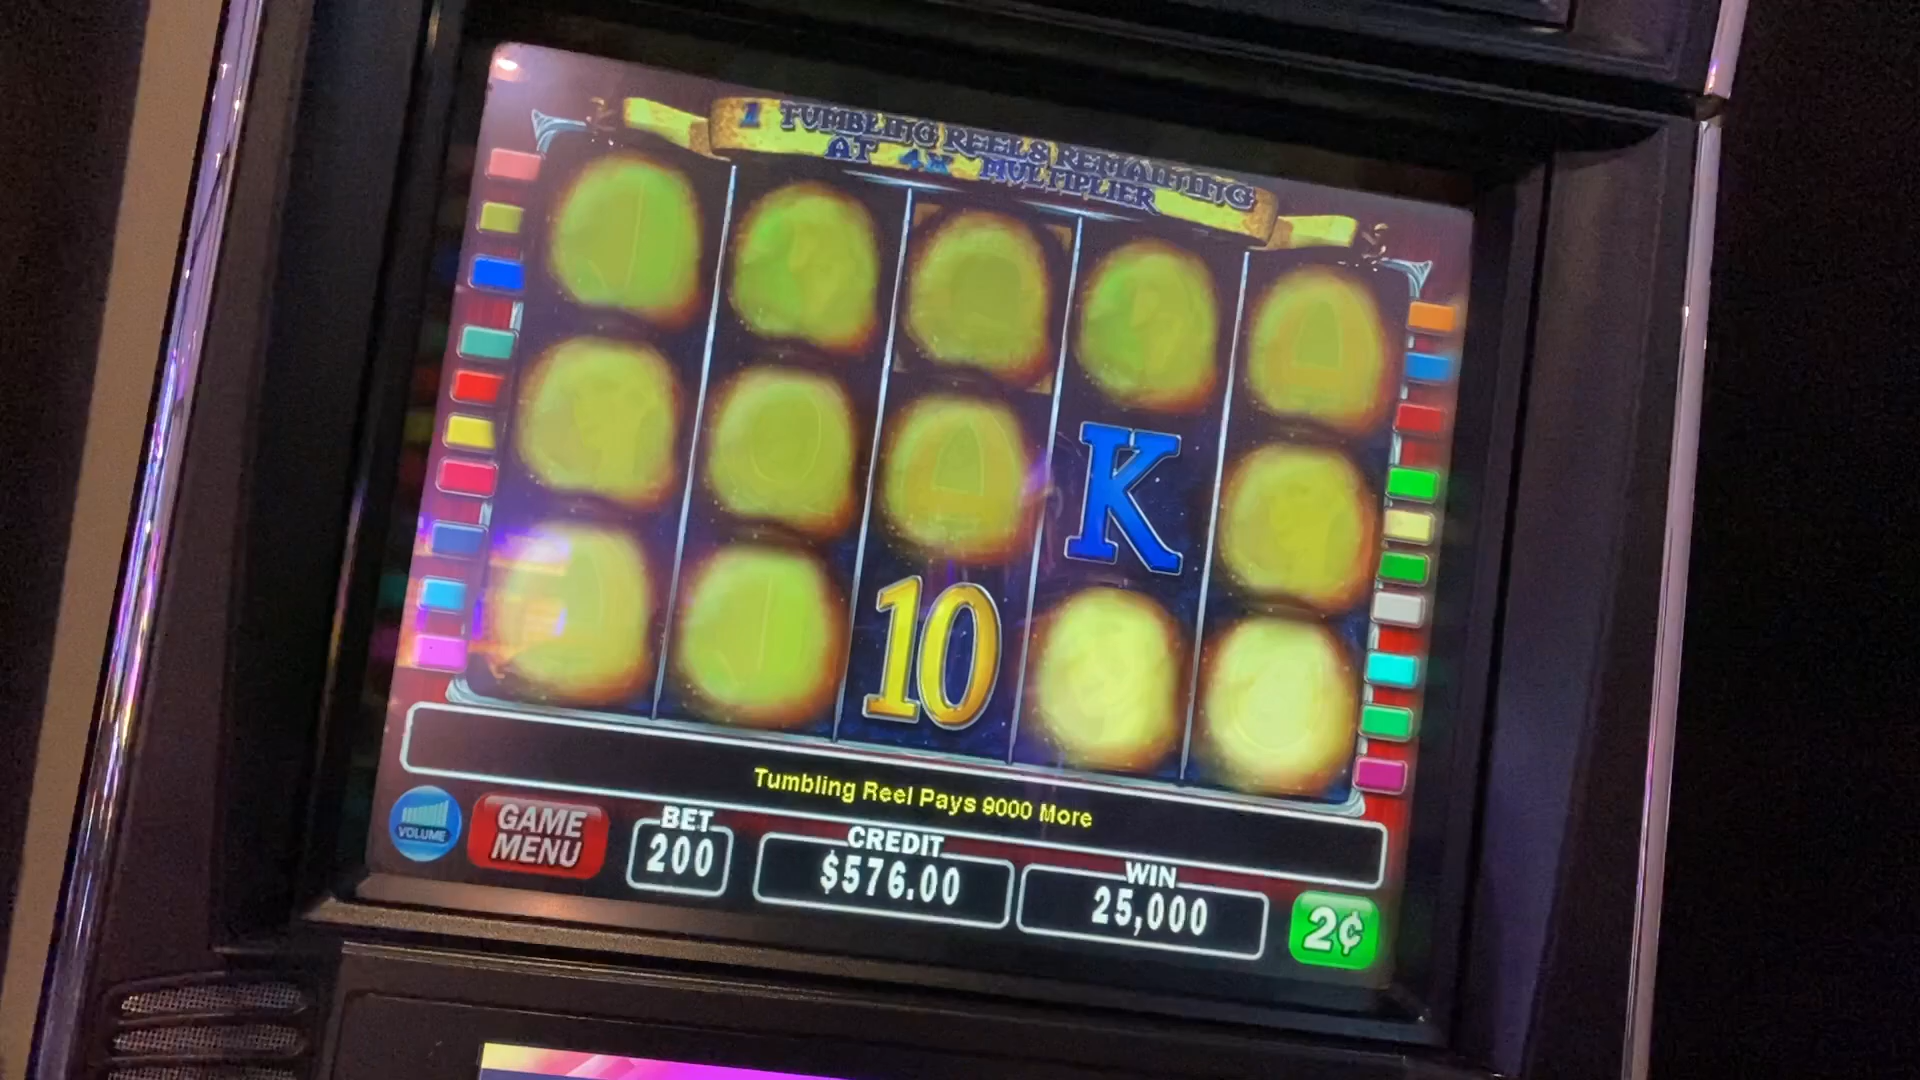 1 TUMBLING REELS REMAINING
AT 4X MULTIPLIER
K
10
Tumbling Reel Pays 9000 More
VOLUME
GAME
MENU
BET
200
CREDIT
$576.00
WIN
25,000
2¢